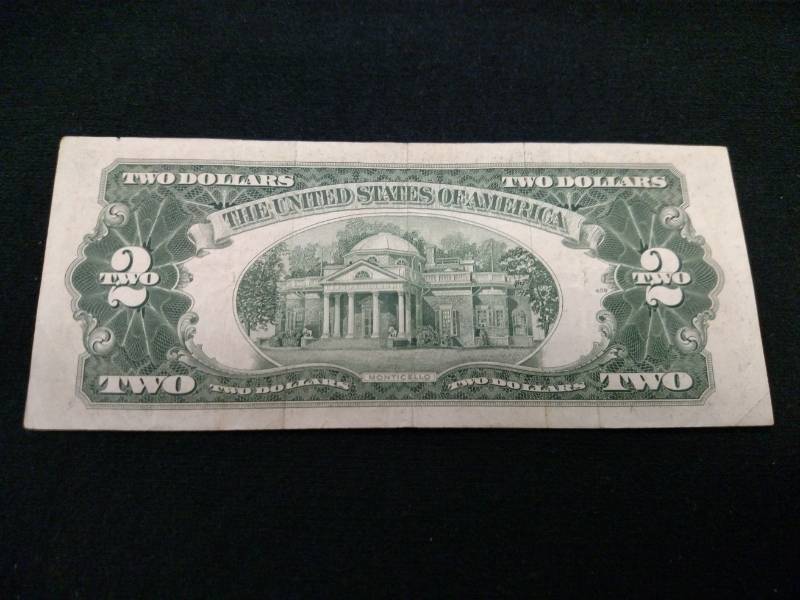 TWO DOLLARS TWO DOLLARS
THE UNITED STATES OF AMERICA
2 2
TWO TWO
MONTICELLO
TWO TWO DOLLARS TWO DOLLARS TWO